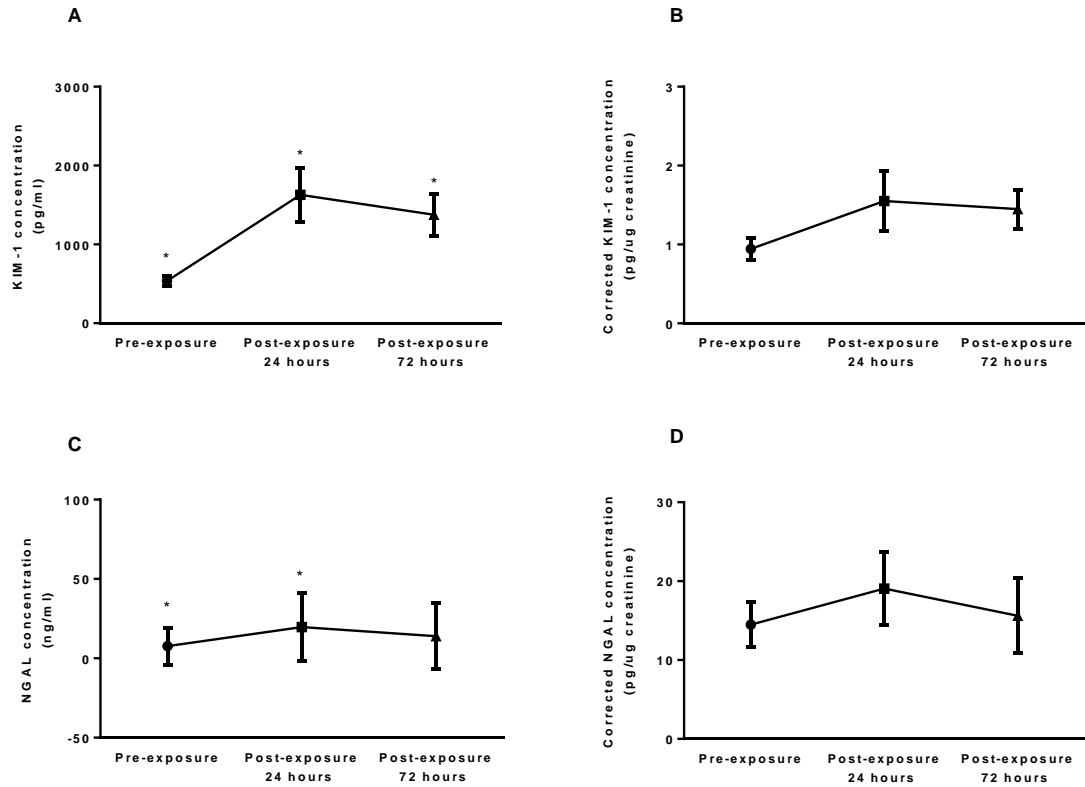 A
KIM-1 concentration
(pg/ml)
3000
2000
1000
0
*
*
*
Pre-exposure
Post-exposure
24 hours
Post-exposure
72 hours
B
Corrected KIM-1 concentration
(pg/ug creatinine)
3
2
1
0
Pre-exposure
Post-exposure
24 hours
Post-exposure
72 hours
C
NGAL concentration
(ng/ml)
100
50
0
-50
*
*
Pre-exposure
Post-exposure
24 hours
Post-exposure
72 hours
D
Corrected NGAL concentration
(pg/ug creatinine)
30
20
10
0
Pre-exposure
Post-exposure
24 hours
Post-exposure
72 hours